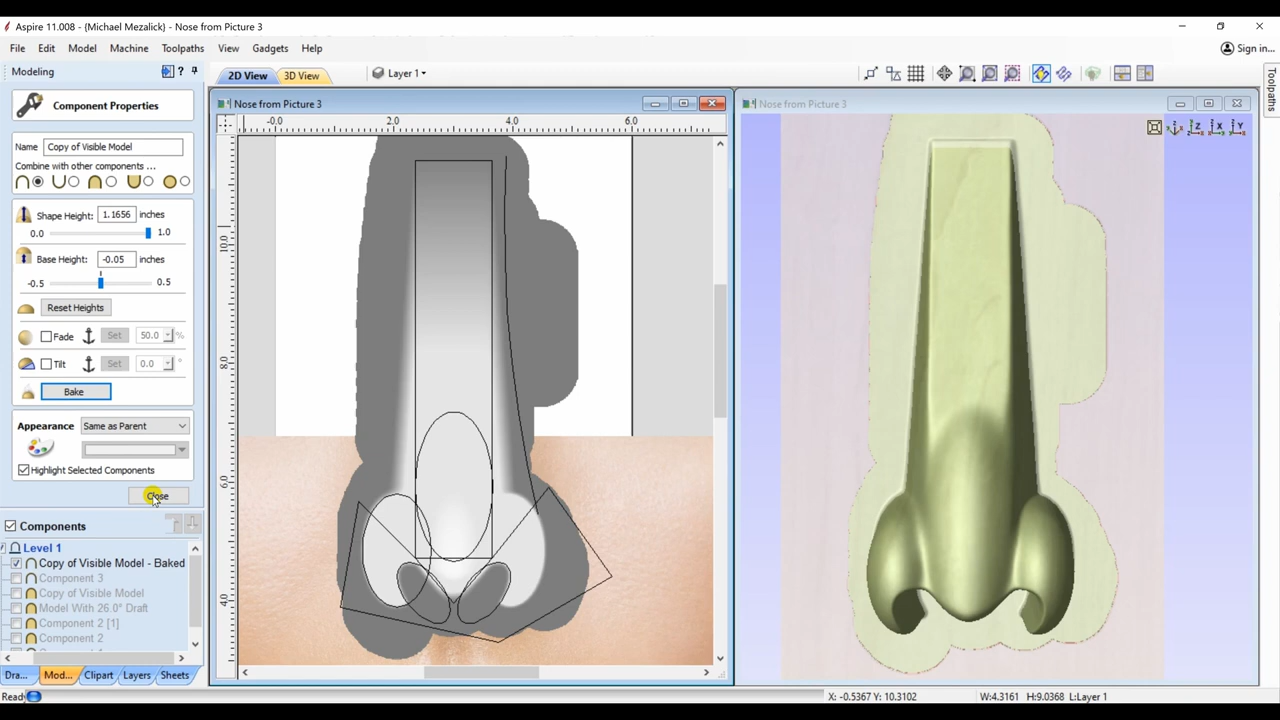 Aspire 11.008 - {Michael Mezalick} - Nose from Picture 3
File Edit Model Machine Toolpaths View Gadgets Help
Sign in...
Modeling
?
2D View 3D View Layer 1
Toolpaths
Component Properties
Nose from Picture 3
Nose from Picture 3
-0.0 2.0 4.0 6.0
Z X Y
Name Copy of Visible Model
Combine with other components ...
Shape Height: 1.1656 inches
0.0 1.0
Base Height: -0.05 inches
-0.5 0.5
Reset Heights
Fade Set 50.0 %
Tilt Set 0.0 °
Bake
Appearance Same as Parent
Highlight Selected Components
Close
10.0
8.0
6.0
4.0
Components
Level 1
Copy of Visible Model - Baked
Component 3
Copy of Visible Model
Model With 26.0° Draft
Component 2 [1]
Component 2
Dra... Mod... Clipart Layers Sheets
Ready
X: -0.5367 Y: 10.3102
W:4.3161 H:9.0368 L:Layer 1